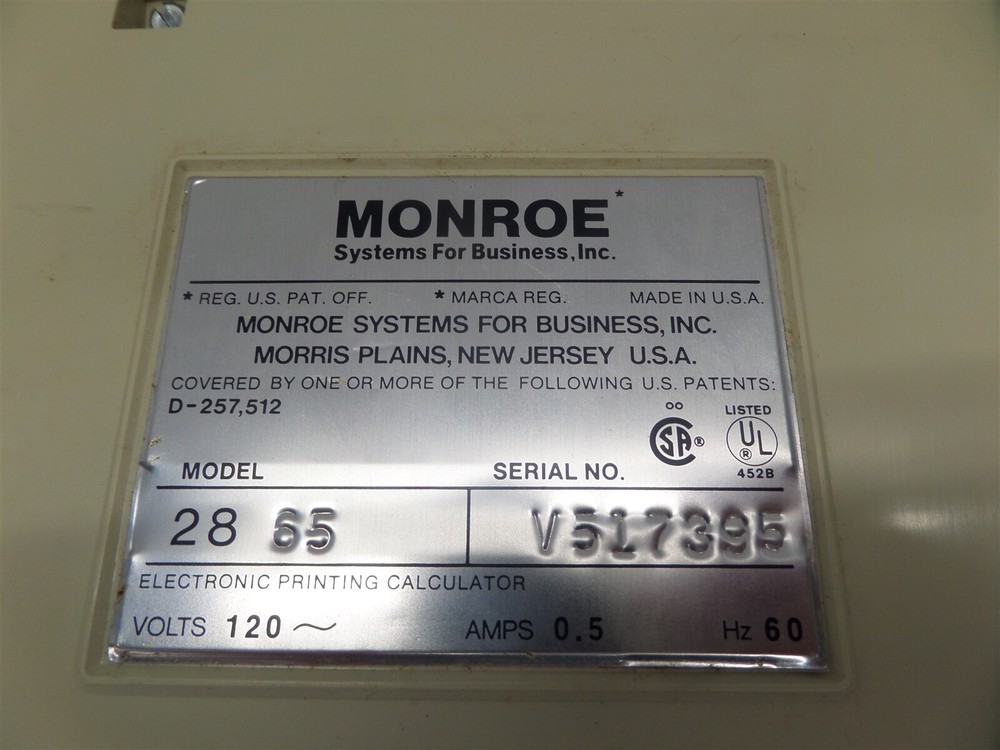 MONROE*
Systems For Business, Inc.
* REG. U.S. PAT. OFF. * MARCA REG. MADE IN U.S.A.
MONROE SYSTEMS FOR BUSINESS, INC.
MORRIS PLAINS, NEW JERSEY U.S.A.
COVERED BY ONE OR MORE OF THE FOLLOWING U.S. PATENTS:
D-257,512
OO LISTED
SA® UL®
452B
MODEL SERIAL NO.
28 65 V517395
ELECTRONIC PRINTING CALCULATOR
VOLTS 120~ AMPS 0.5 Hz 60